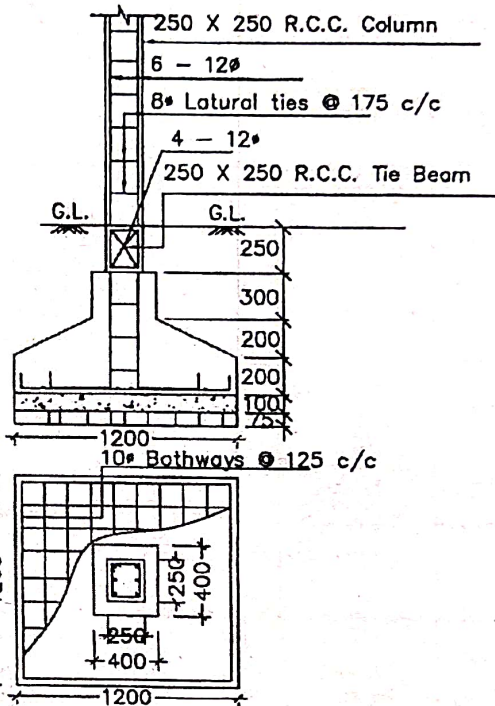 250 X 250 R.C.C. Column
6 – 12ø
8ø Latural ties @ 175 c/c
4 – 12ø
250 X 250 R.C.C. Tie Beam
G.L. G.L.
250
300
200
200
100
75
1200
10ø Bothways @ 125 c/c
250
400
250
400
1200